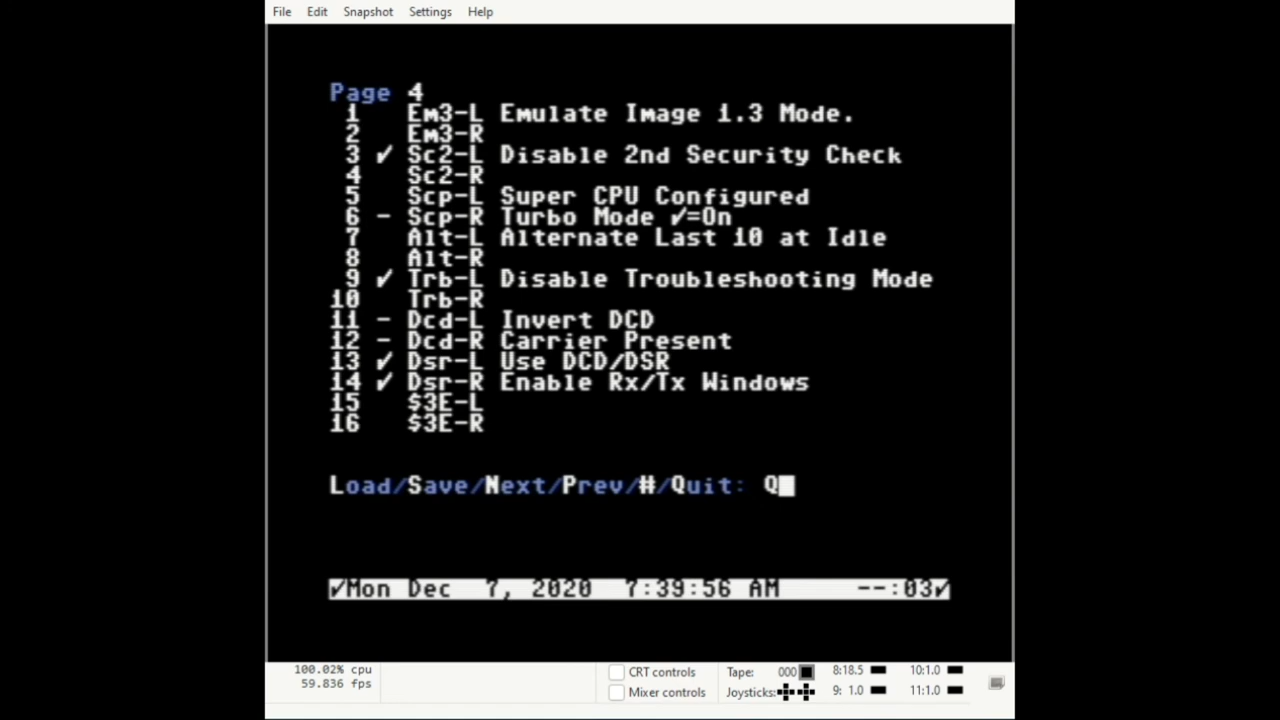 File Edit Snapshot Settings Help
Page 4
1 Em3-L Emulate Image 1.3 Mode.
2 Em3-R
3 ✓ Sc2-L Disable 2nd Security Check
4 Sc2-R
5 Scp-L Super CPU Configured
6 - Scp-R Turbo Mode ✓=On
7 Alt-L Alternate Last 10 at Idle
8 Alt-R
9 ✓ Trb-L Disable Troubleshooting Mode
10 Trb-R
11 - Dcd-L Invert DCD
12 - Dcd-R Carrier Present
13 ✓ Dsr-L Use DCD/DSR
14 ✓ Dsr-R Enable Rx/Tx Windows
15 $3E-L
16 $3E-R
Load/Save/Next/Prev/#/Quit: Q
✓Mon Dec 7, 2020 7:39:56 AM --:03✓
100.02% cpu CRT controls Tape: 000 8:18.5 10:1.0
59.836 fps Mixer controls Joysticks: 9: 1.0 11:1.0